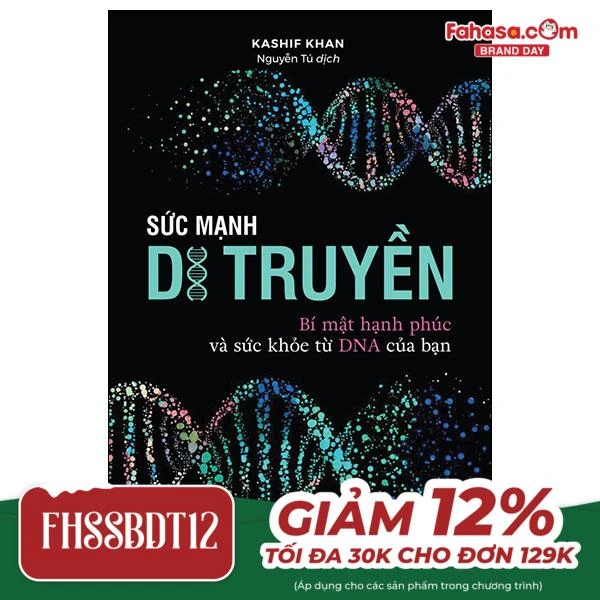 Fahasa.com
BRAND DAY
KASHIF KHAN
Nguyễn Tú dịch
SỨC MẠNH
DI TRUYỀN
Bí mật hạnh phúc
và sức khỏe từ DNA của bạn
FHSSBDT12
GIẢM 12%
TỐI ĐA 30K CHO ĐƠN 129K
(Áp dụng cho các sản phẩm trong chương trình)